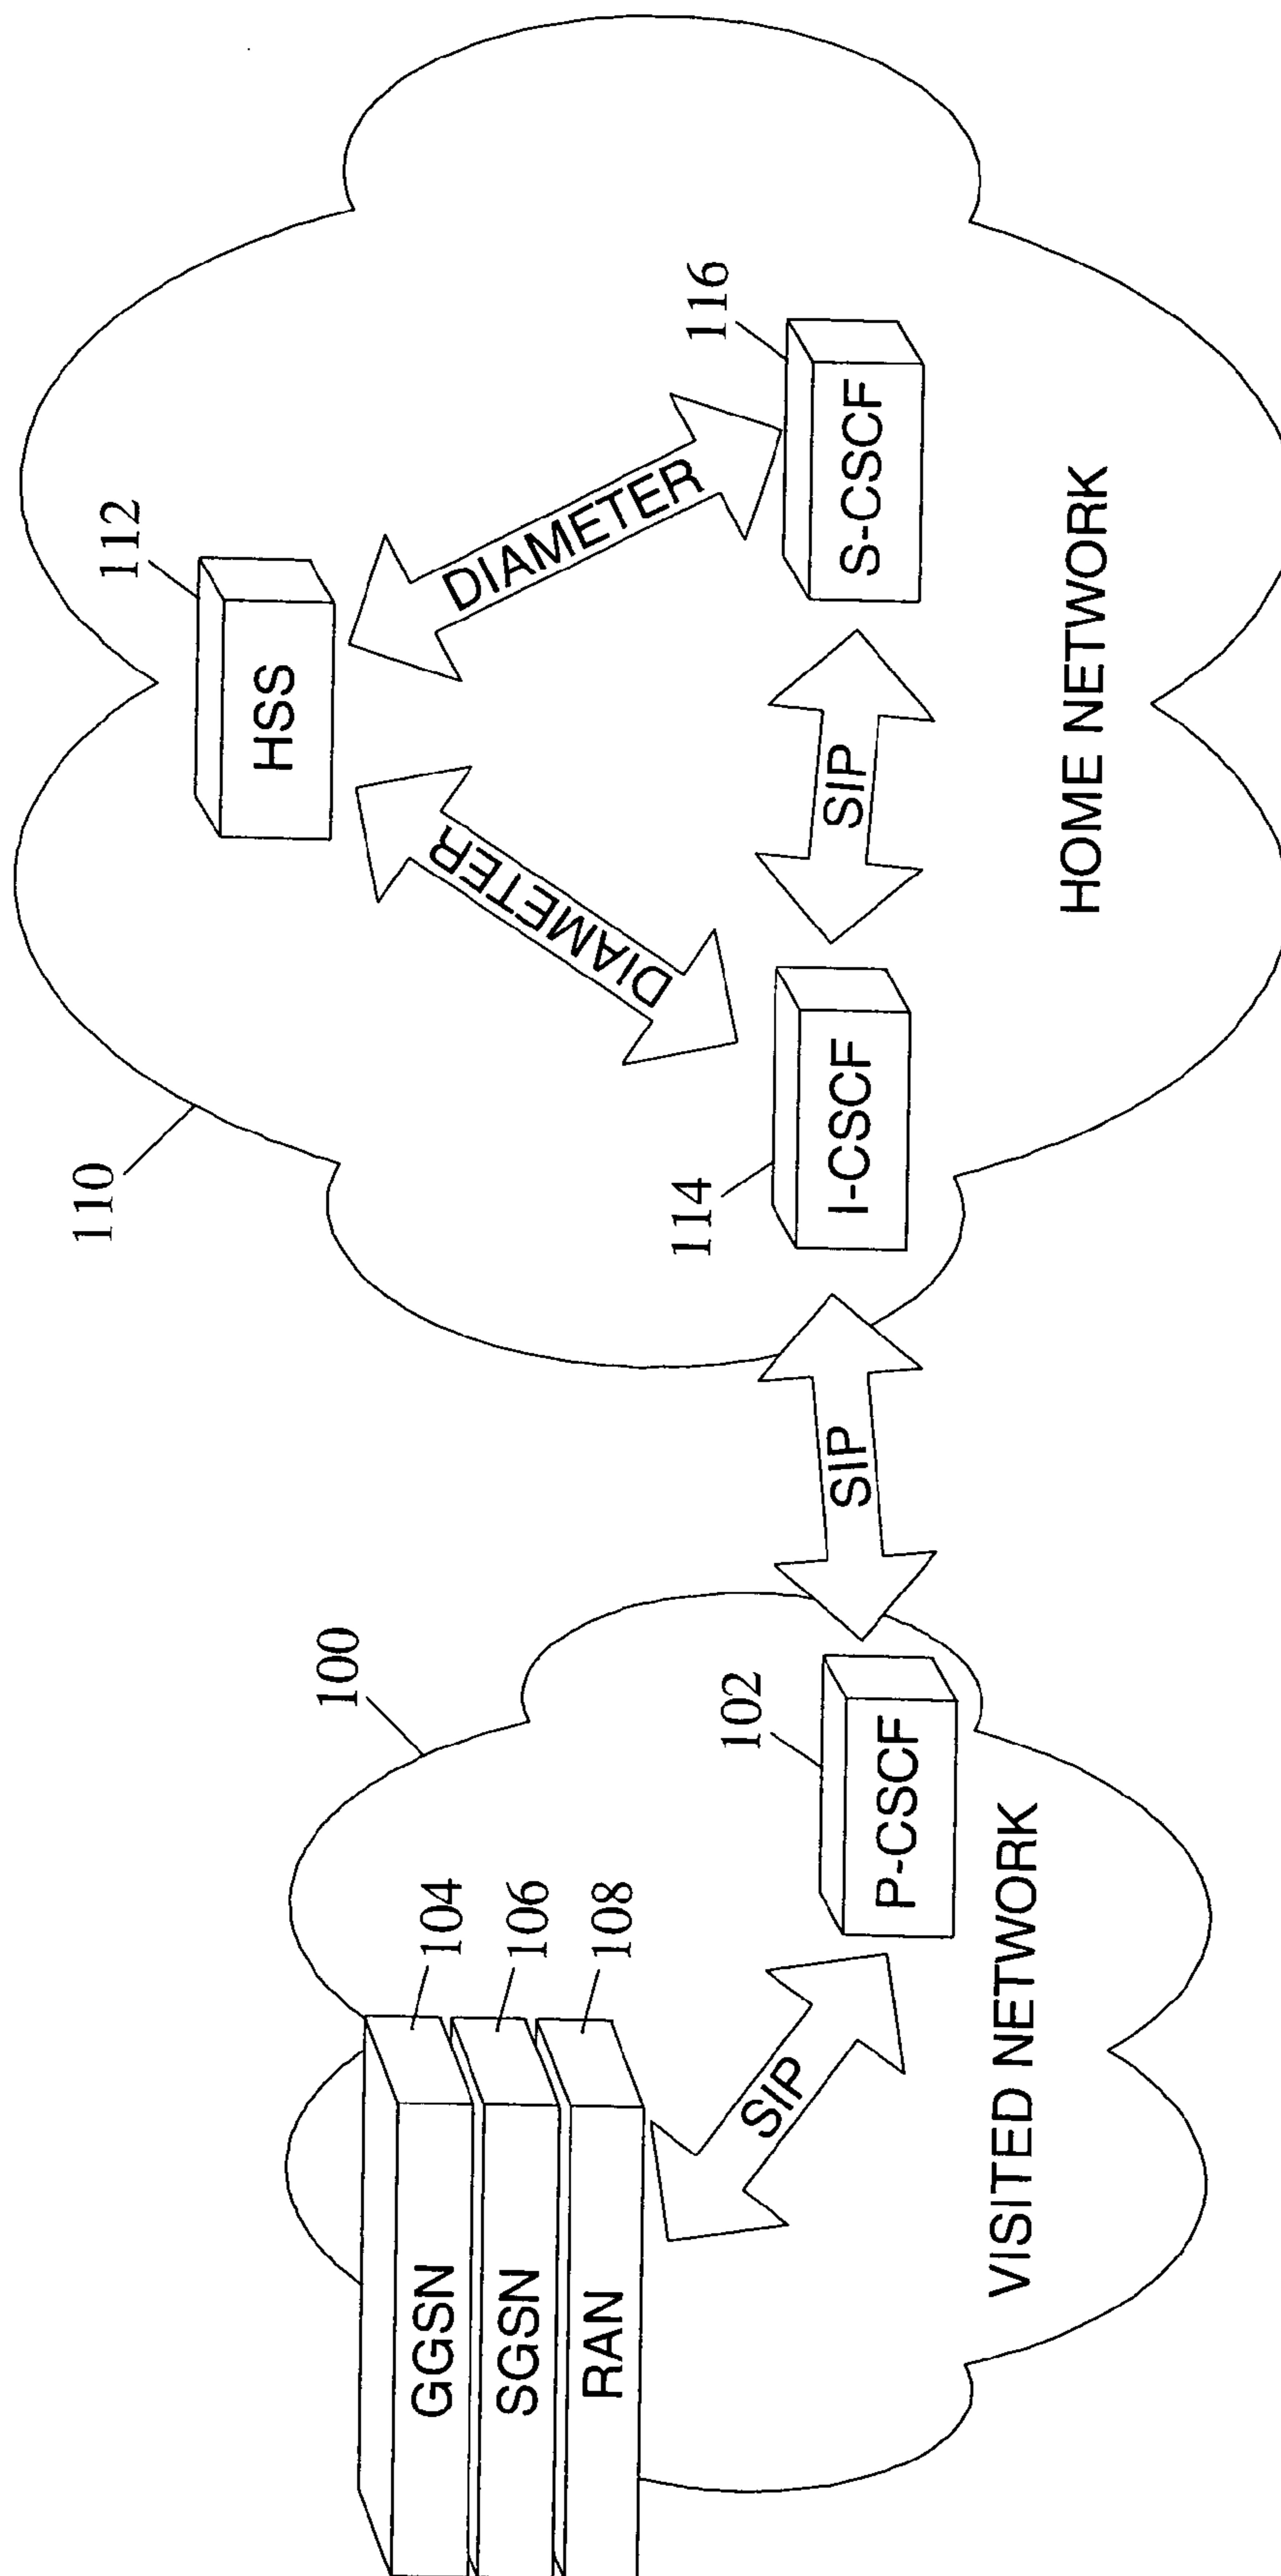 GGSN
104
SGSN
106
RAN
108
SIP
100
102
P-CSCF
VISITED NETWORK
SIP
110
112
HSS
DIAMETER
DIAMETER
114
I-CSCF
SIP
116
S-CSCF
HOME NETWORK